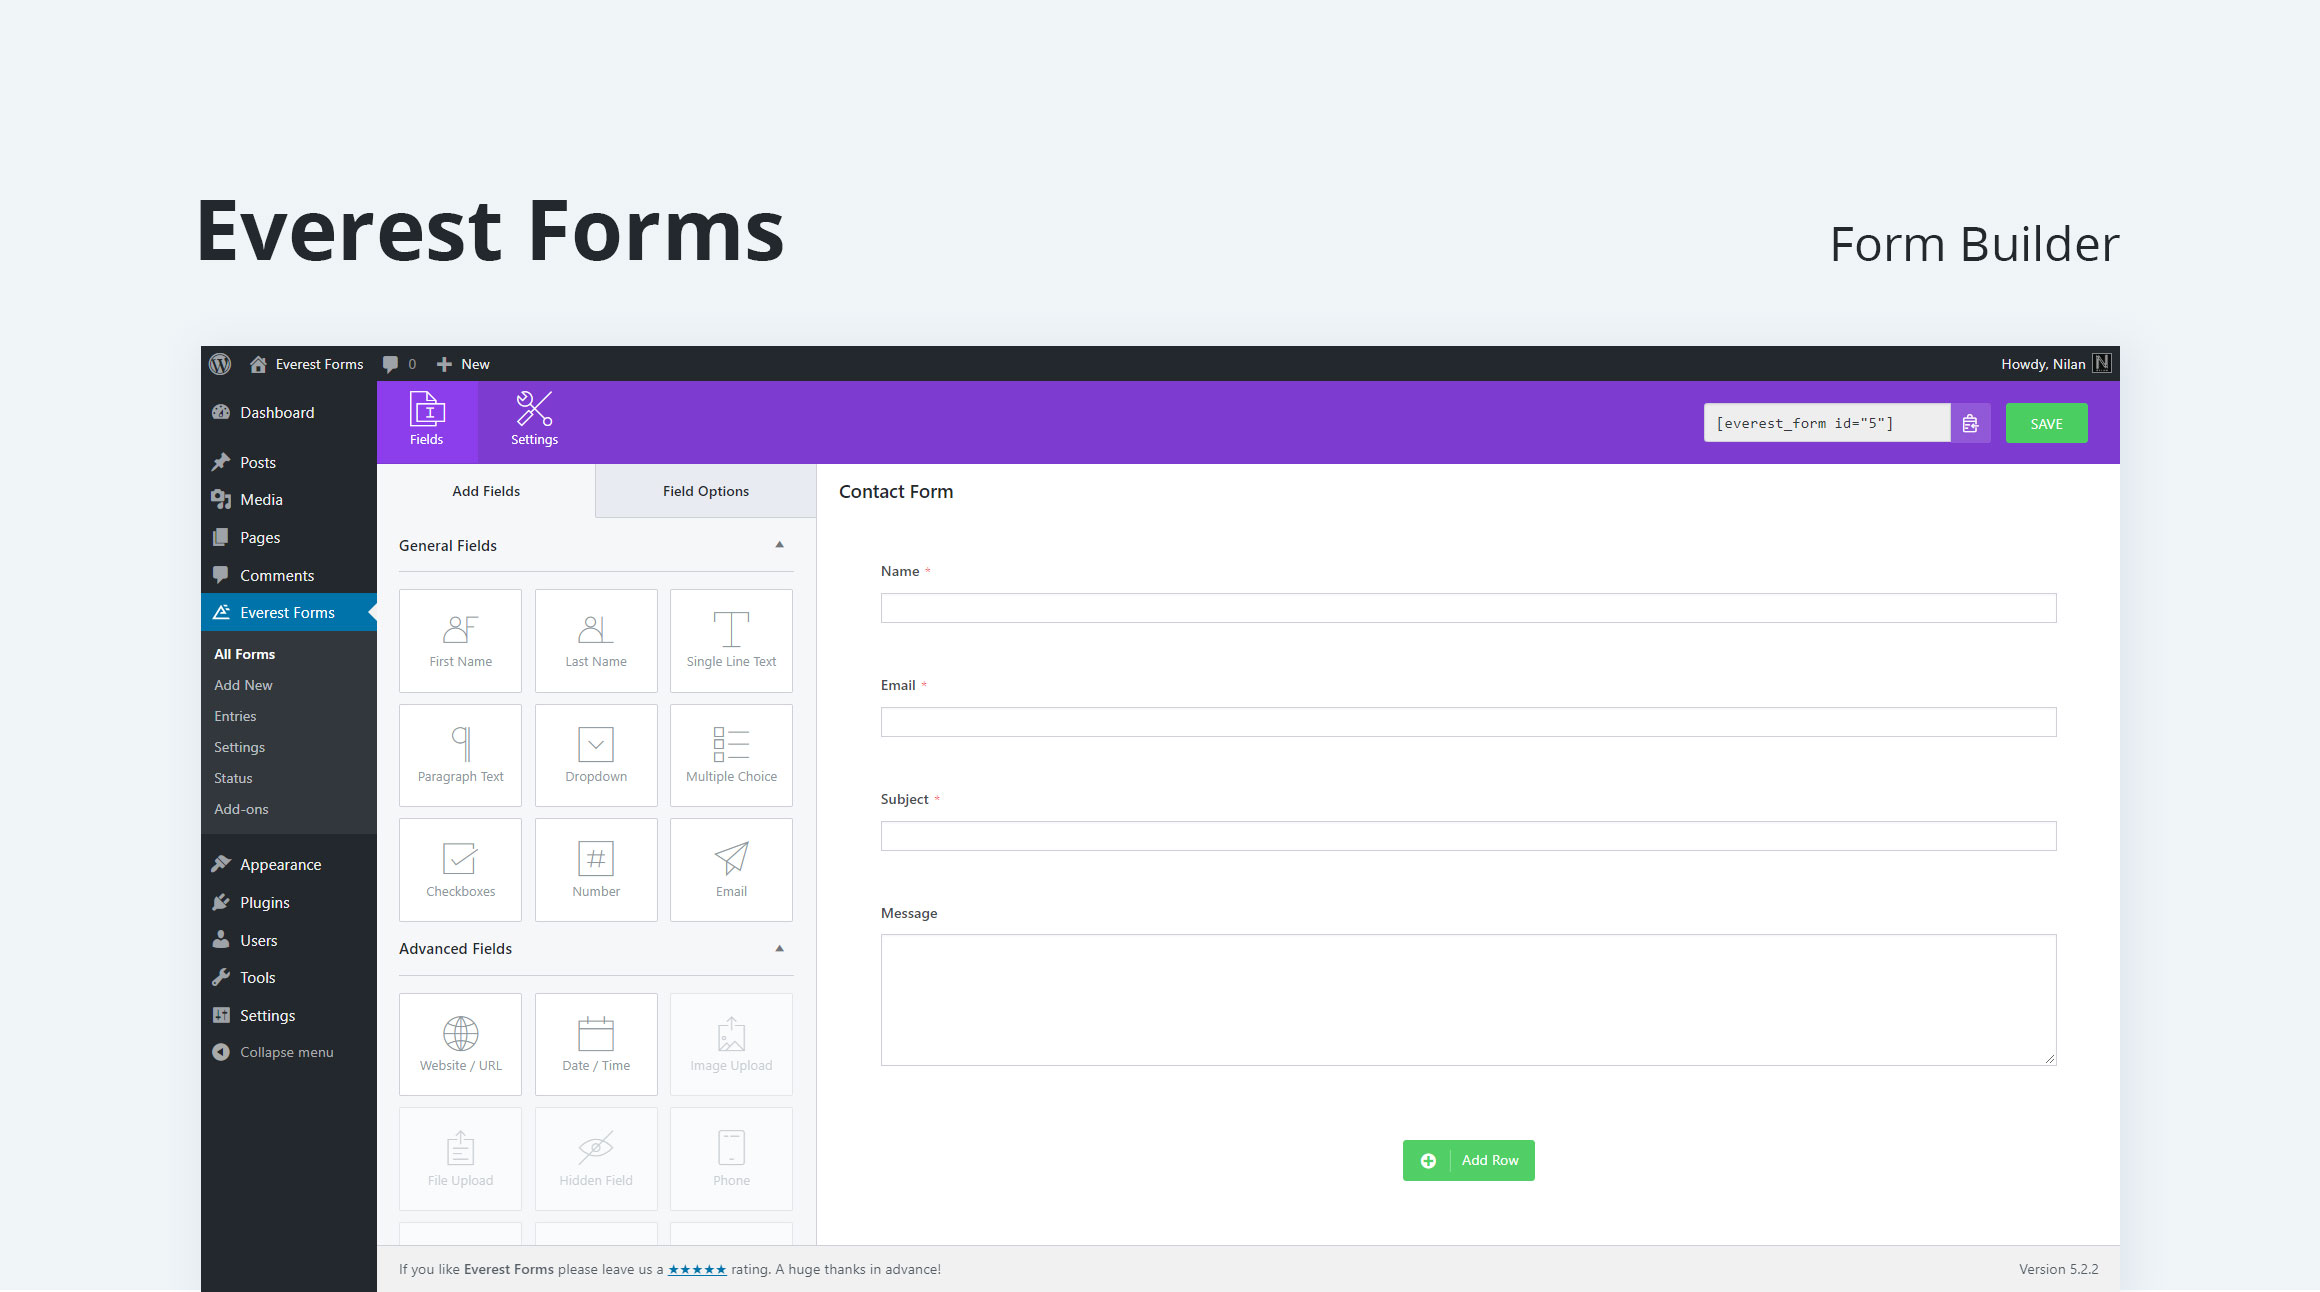 Everest Forms
Form Builder
Everest Forms
0
New
Howdy, Nilan
Dashboard
Posts
Media
Pages
Comments
Everest Forms
All Forms
Add New
Entries
Settings
Status
Add-ons
Appearance
Plugins
Users
Tools
Settings
Collapse menu
Fields
Settings
[everest_form id="5"]
SAVE
Add Fields
Field Options
General Fields
First Name
Last Name
Single Line Text
Paragraph Text
Dropdown
Multiple Choice
Checkboxes
Number
Email
Advanced Fields
Website / URL
Date / Time
Image Upload
File Upload
Hidden Field
Phone
Contact Form
Name *
Email *
Subject *
Message
Add Row
If you like Everest Forms please leave us a ★★★★★ rating. A huge thanks in advance!
Version 5.2.2